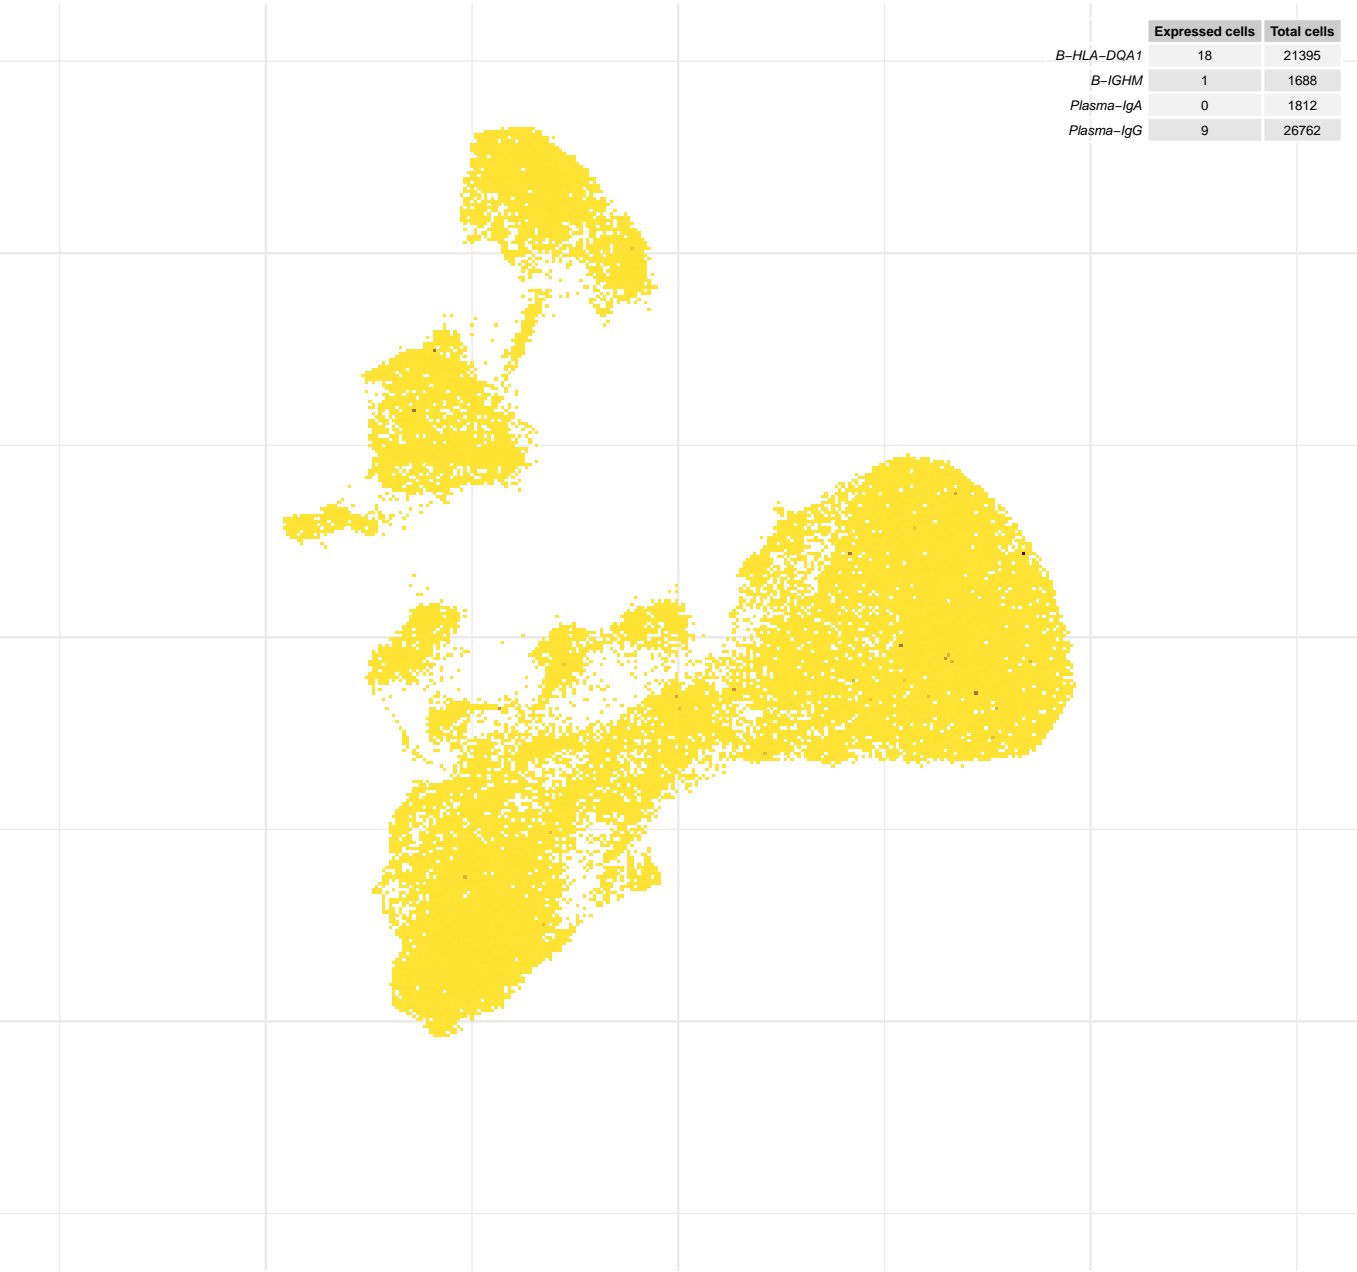 Expressed cells Total cells
B−HLA−DQA1 18 21395
B−IGHM 1 1688
Plasma−IgA 0 1812
Plasma−IgG 9 26762